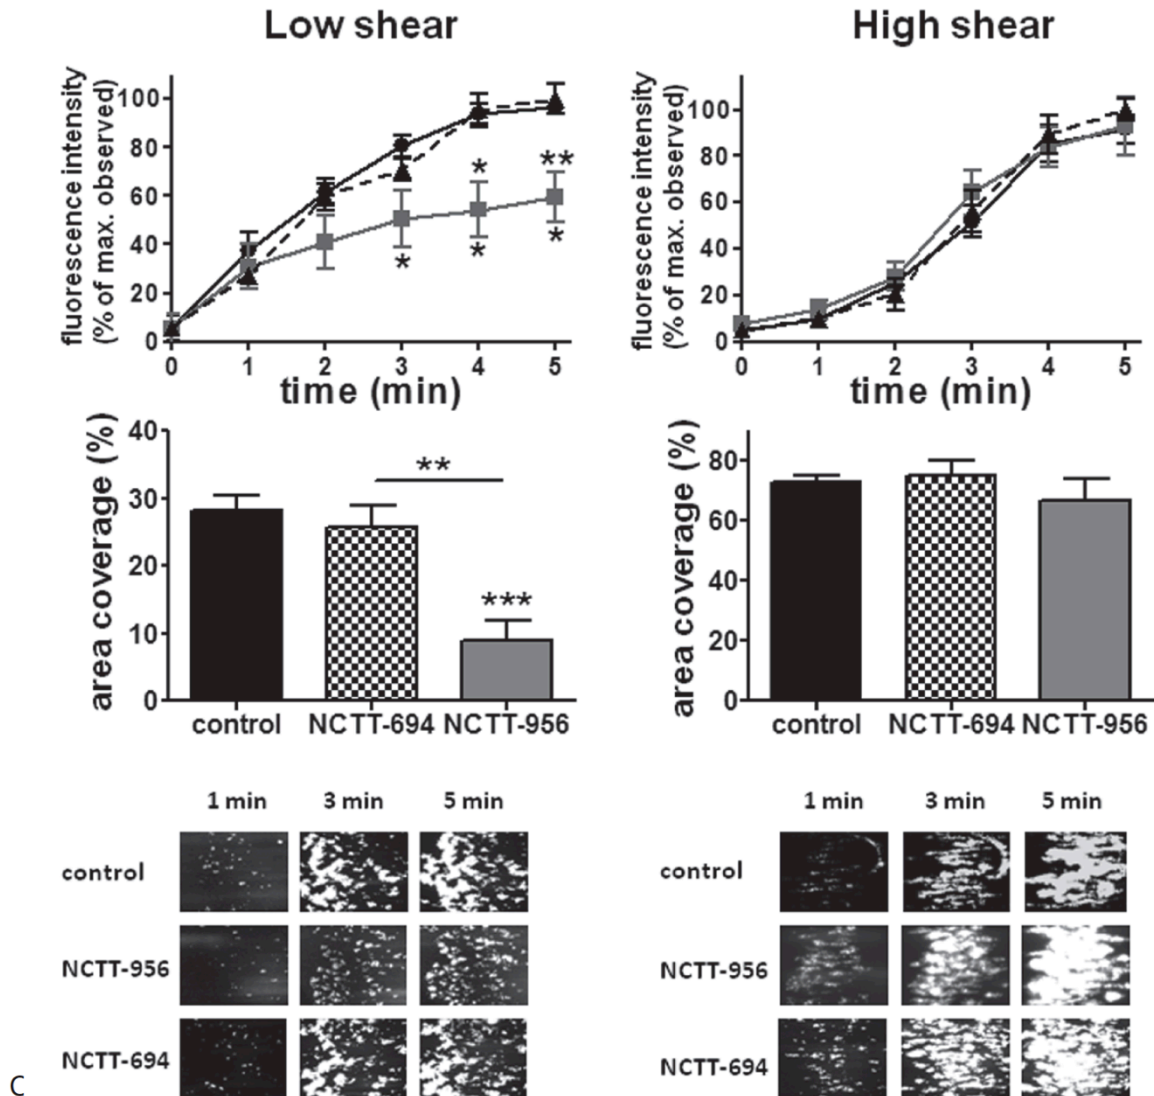 Low shear
High shear
fluorescence intensity
(% of max. observed)
100
80
60
40
20
0
*
**
*
*
*
0 1 2 3 4 5
time (min)
fluorescence intensity
(% of max. observed)
100
80
60
40
20
0
0 1 2 3 4 5
time (min)
area coverage (%)
40
30
20
10
0
**
***
control NCTT-694 NCTT-956
area coverage (%)
80
60
40
20
0
control NCTT-694 NCTT-956
1 min 3 min 5 min
control
NCTT-956
NCTT-694
1 min 3 min 5 min
control
NCTT-956
NCTT-694